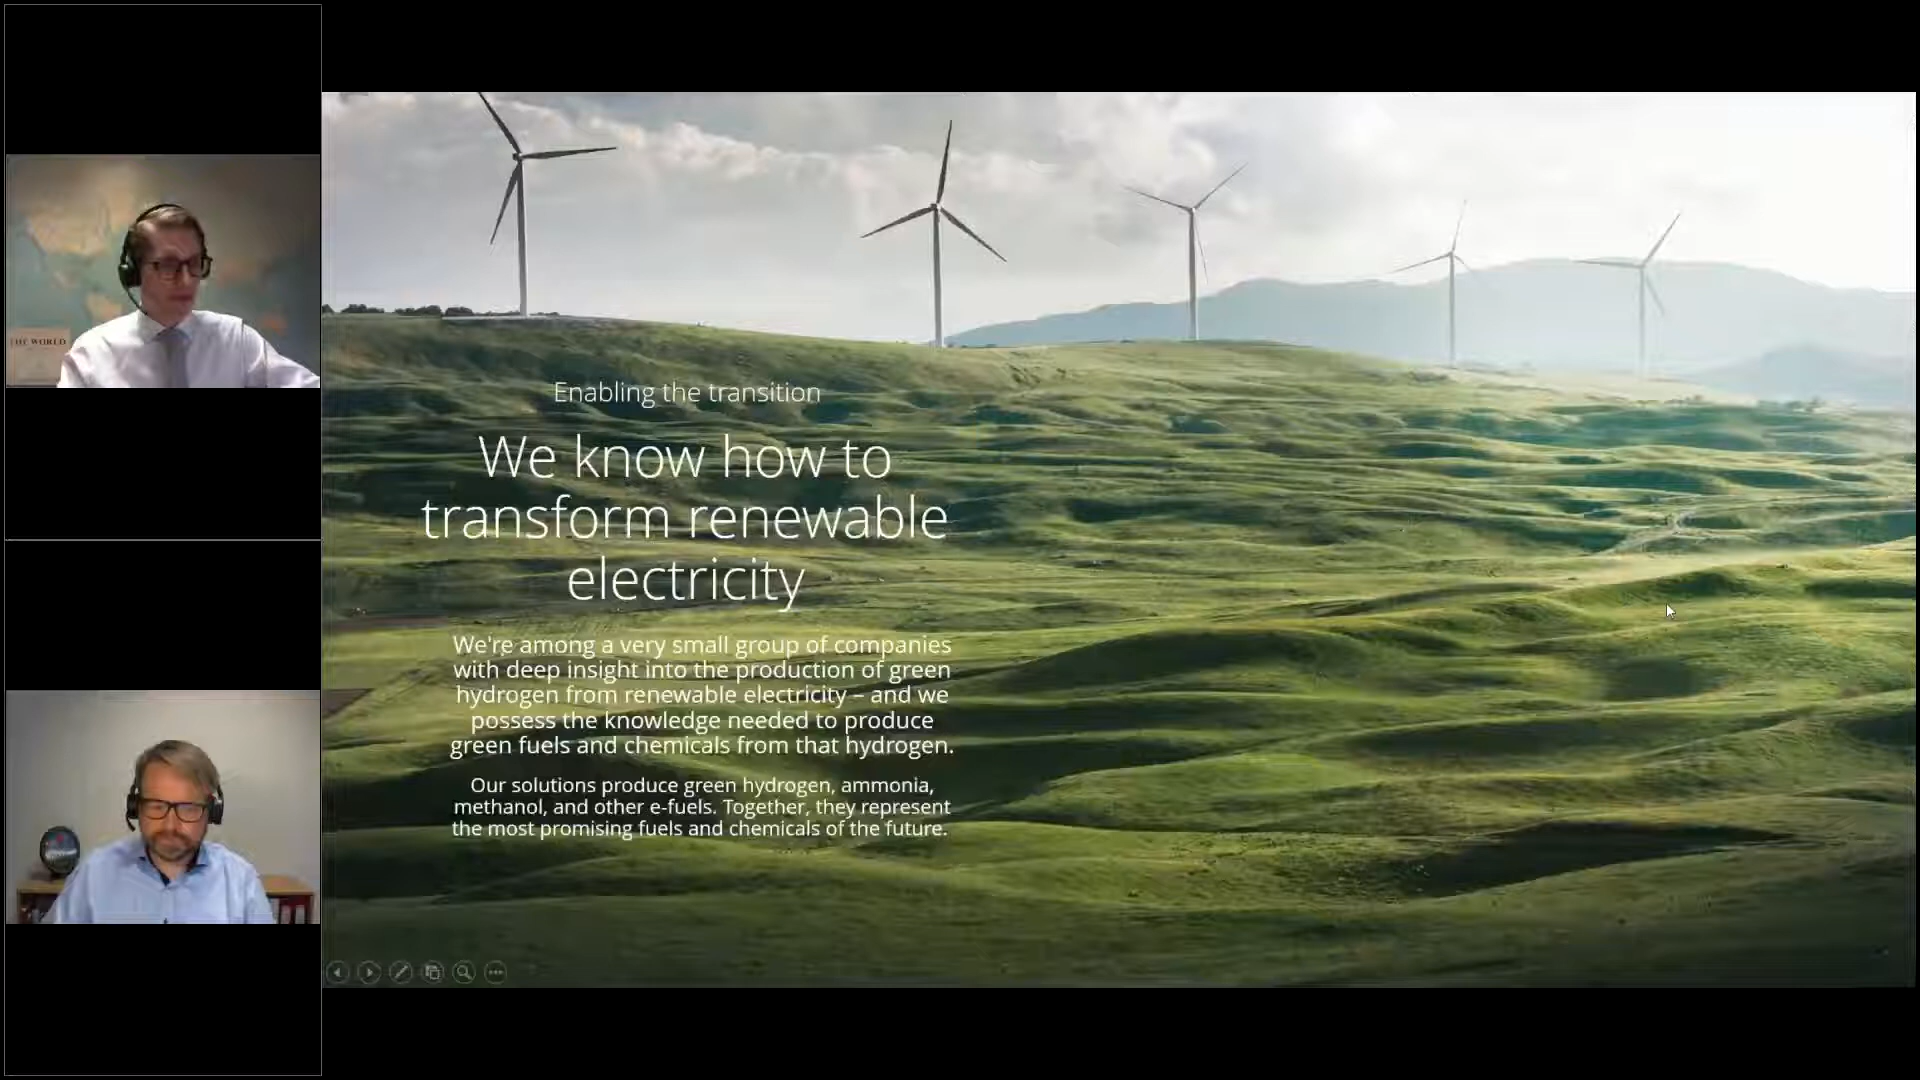 THE WORLD
Enabling the transition
We know how to
transform renewable
electricity
We're among a very small group of companies
with deep insight into the production of green
hydrogen from renewable electricity – and we
possess the knowledge needed to produce
green fuels and chemicals from that hydrogen.
Our solutions produce green hydrogen, ammonia,
methanol, and other e-fuels. Together, they represent
the most promising fuels and chemicals of the future.